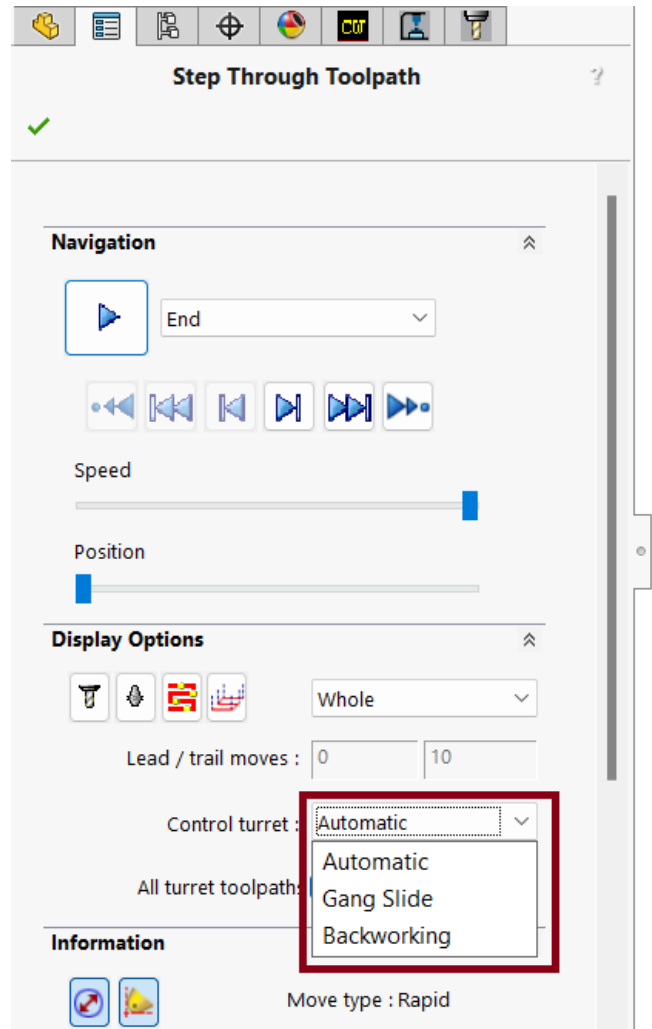 CW
Step Through Toolpath ?
Navigation
End
Speed
Position
Display Options
Whole
Lead / trail moves : 0 10
Control turret : Automatic
Automatic
All turret toolpaths
Gang Slide
Backworking
Information
Move type : Rapid